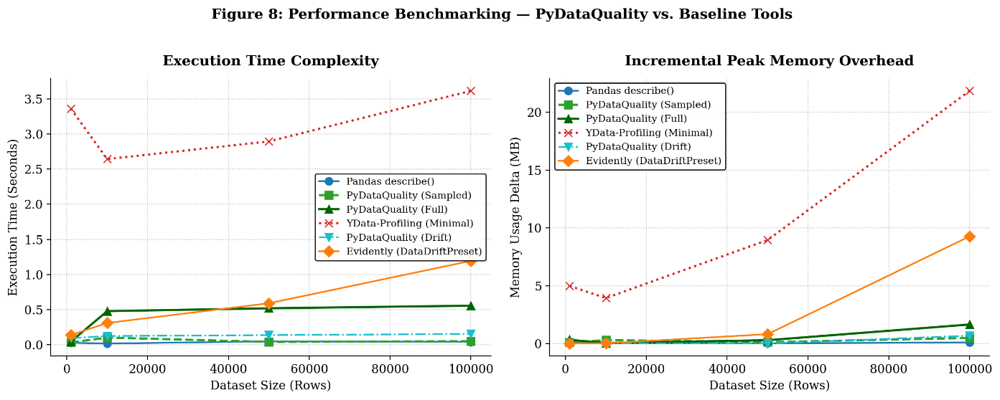 Figure 8: Performance Benchmarking — PyDataQuality vs. Baseline Tools
Execution Time Complexity
Execution Time (Seconds)
3.5
3.0
2.5
2.0
1.5
1.0
0.5
0.0
Pandas describe()
PyDataQuality (Sampled)
PyDataQuality (Full)
YData-Profiling (Minimal)
PyDataQuality (Drift)
Evidently (DataDriftPreset)
0 20000 40000 60000 80000 100000
Dataset Size (Rows)
Incremental Peak Memory Overhead
Memory Usage Delta (MB)
Pandas describe()
PyDataQuality (Sampled)
PyDataQuality (Full)
YData-Profiling (Minimal)
PyDataQuality (Drift)
Evidently (DataDriftPreset)
20
15
10
5
0
0 20000 40000 60000 80000 100000
Dataset Size (Rows)